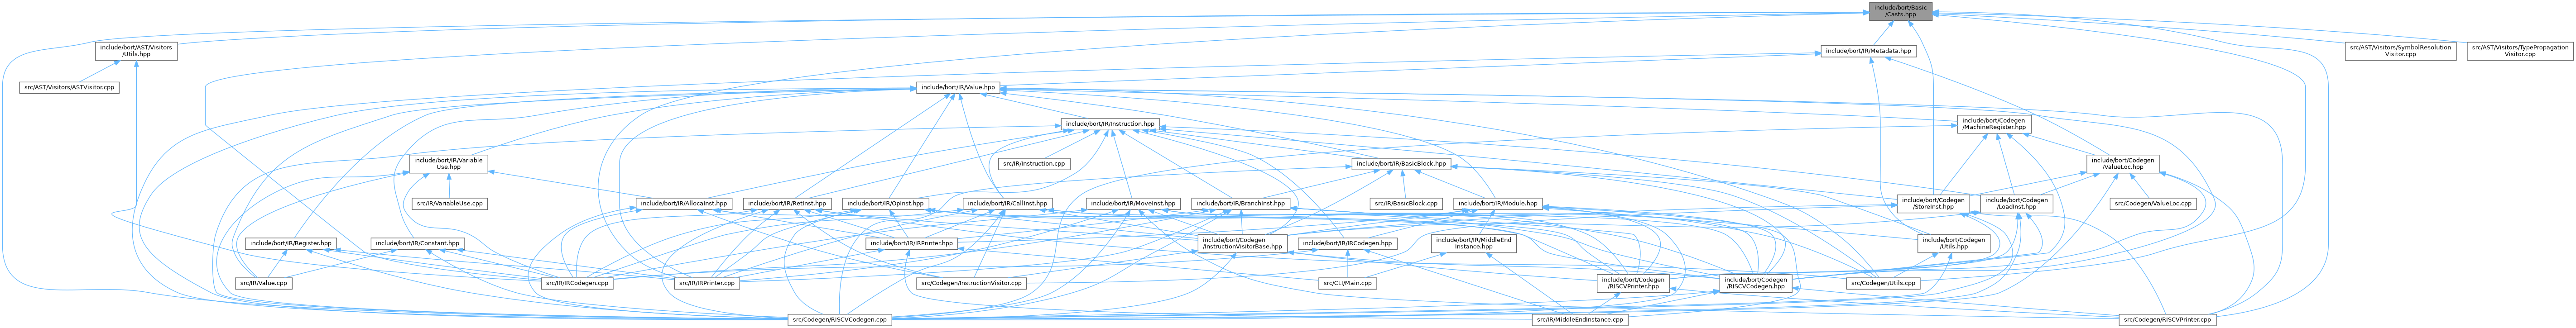 include/bort/Basic
/Casts.hpp
include/bort/AST/Visitors
/Utils.hpp
include/bort/IR/Metadata.hpp
src/AST/Visitors/SymbolResolution
Visitor.cpp
src/AST/Visitors/TypePropagation
Visitor.cpp
src/AST/Visitors/ASTVisitor.cpp
include/bort/IR/Value.hpp
include/bort/IR/Instruction.hpp
include/bort/Codegen
/MachineRegister.hpp
include/bort/IR/Variable
Use.hpp
src/IR/Instruction.cpp
include/bort/IR/BasicBlock.hpp
include/bort/Codegen
/ValueLoc.hpp
src/IR/VariableUse.cpp
include/bort/IR/AllocaInst.hpp
include/bort/IR/RetInst.hpp
include/bort/IR/OpInst.hpp
include/bort/IR/CallInst.hpp
include/bort/IR/MoveInst.hpp
include/bort/IR/BranchInst.hpp
src/IR/BasicBlock.cpp
include/bort/IR/Module.hpp
include/bort/Codegen
/StoreInst.hpp
include/bort/Codegen
/LoadInst.hpp
src/Codegen/ValueLoc.cpp
include/bort/IR/Register.hpp
include/bort/IR/Constant.hpp
include/bort/IR/IRPrinter.hpp
include/bort/Codegen
/InstructionVisitorBase.hpp
include/bort/IR/IRCodegen.hpp
include/bort/IR/MiddleEnd
Instance.hpp
include/bort/Codegen
/Utils.hpp
src/IR/Value.cpp
src/IR/IRCodegen.cpp
src/IR/IRPrinter.cpp
src/Codegen/InstructionVisitor.cpp
src/CLI/Main.cpp
include/bort/Codegen
/RISCVPrinter.hpp
include/bort/Codegen
/RISCVCodegen.hpp
src/Codegen/Utils.cpp
src/Codegen/RISCVCodegen.cpp
src/IR/MiddleEndInstance.cpp
src/Codegen/RISCVPrinter.cpp